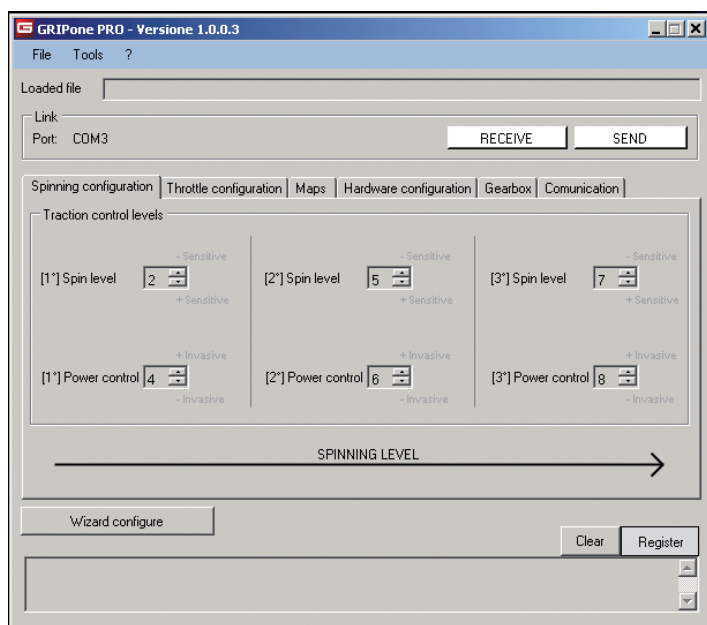 GRIPone PRO - Versione 1.0.0.3
File Tools ?
Loaded file
Link
Port: COM3 RECEIVE SEND
Spinning configuration Throttle configuration Maps Hardware configuration Gearbox Comunication
Traction control levels
- Sensitive - Sensitive - Sensitive
[1°] Spin level 2 [2°] Spin level 5 [3°] Spin level 7
+ Sensitive + Sensitive + Sensitive
+ Invasive + Invasive + Invasive
[1°] Power control 4 [2°] Power control 6 [3°] Power control 8
- Invasive - Invasive - Invasive
SPINNING LEVEL
Wizard configure
Clear Register